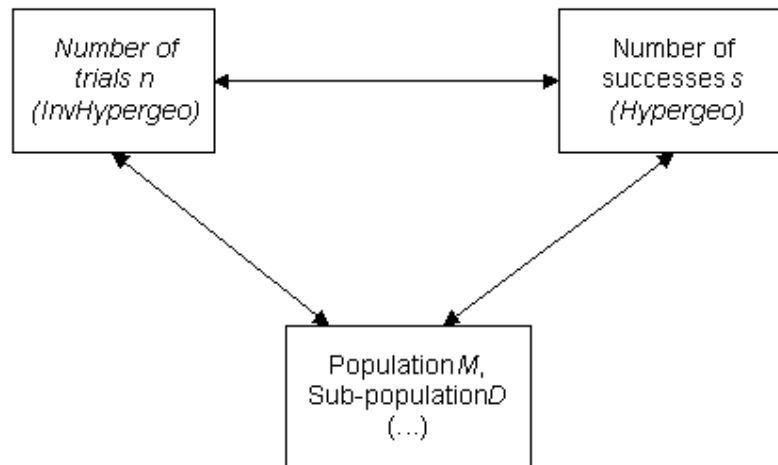 Number of
trials n
(InvHypergeo)
Number of
successes s
(Hypergeo)
Population M,
Sub-population D
(...)